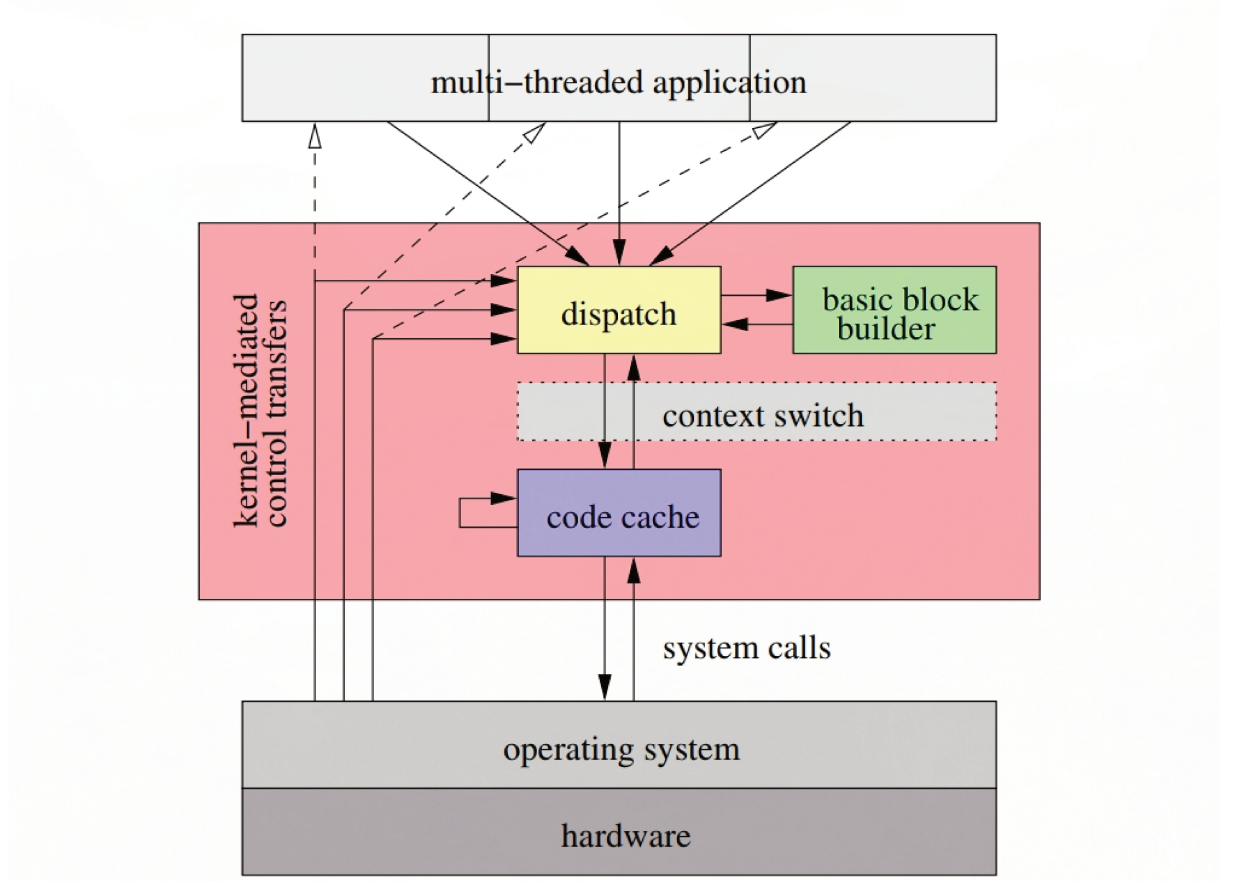 multi−threaded application
kernel−mediated
control transfers
dispatch
basic block
builder
context switch
code cache
system calls
operating system
hardware